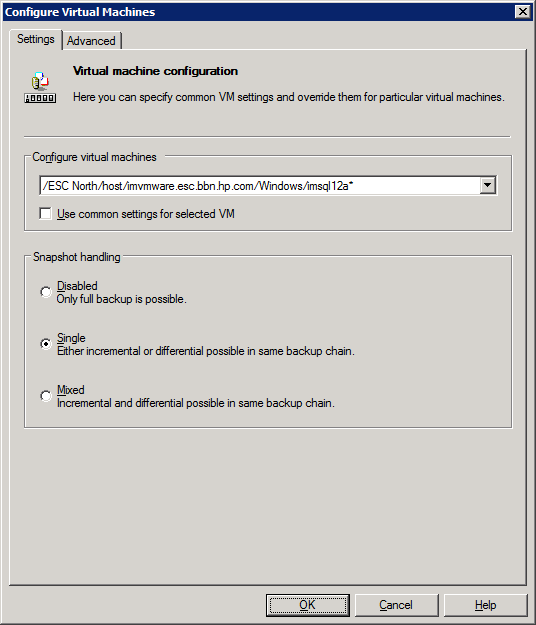 Configure Virtual Machines
Settings
Advanced
Virtual machine configuration
Here you can specify common VM settings and override them for particular virtual machines.
Configure virtual machines
/ESC North/host/imvmware.esc.bbn.hp.com/Windows/imsql12a*
Use common settings for selected VM
Snapshot handling
Disabled
Only full backup is possible.
Single
Either incremental or differential possible in same backup chain.
Mixed
Incremental and differential possible in same backup chain.
OK
Cancel
Help